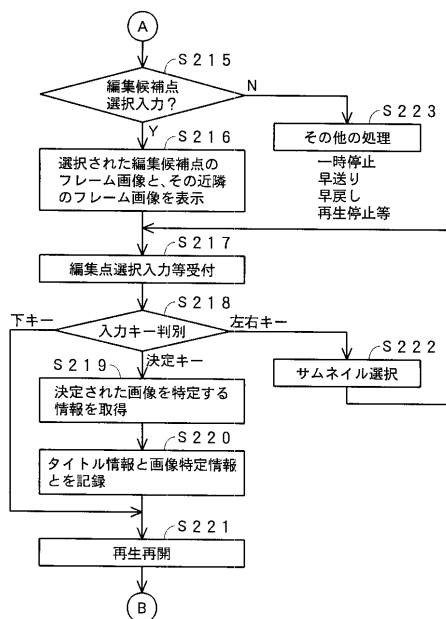 A
S215
編集候補点
選択入力?
N
Y
S223
その他の処理
一時停止
早送り
早戻し
再生停止等
S216
選択された編集候補点の
フレーム画像と、その近隣
のフレーム画像を表示
S217
編集点選択入力等受付
S218
入力キー判別
下キー
左右キー
決定キー
S222
サムネイル選択
S219
決定された画像を特定する
情報を取得
S220
タイトル情報と画像特定情報
とを記録
S221
再生再開
B